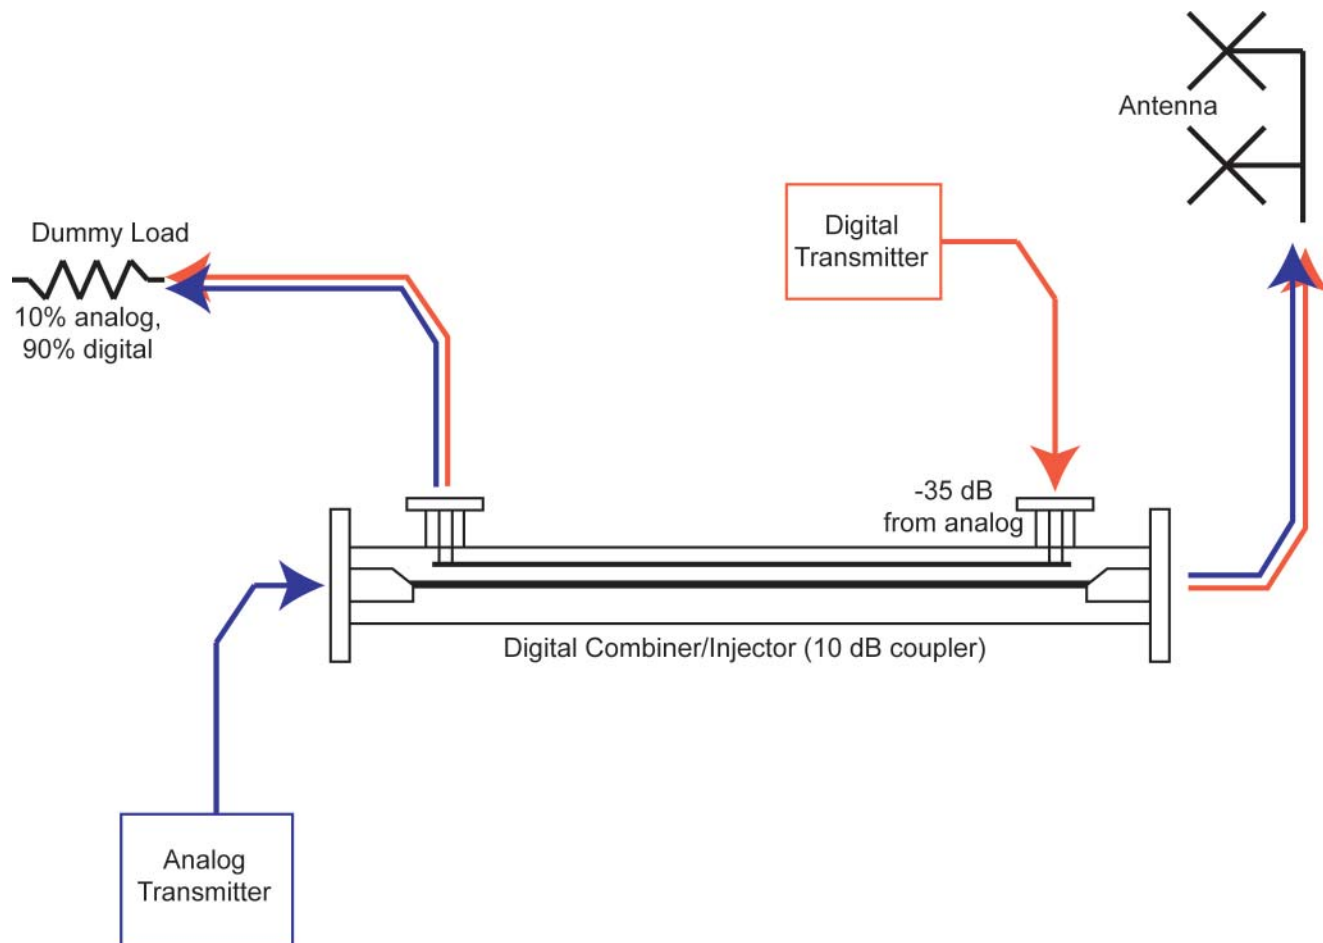 Antenna
Digital
Transmitter
Dummy Load
10% analog,
90% digital
-35 dB
from analog
Digital Combiner/Injector (10 dB coupler)
Analog
Transmitter